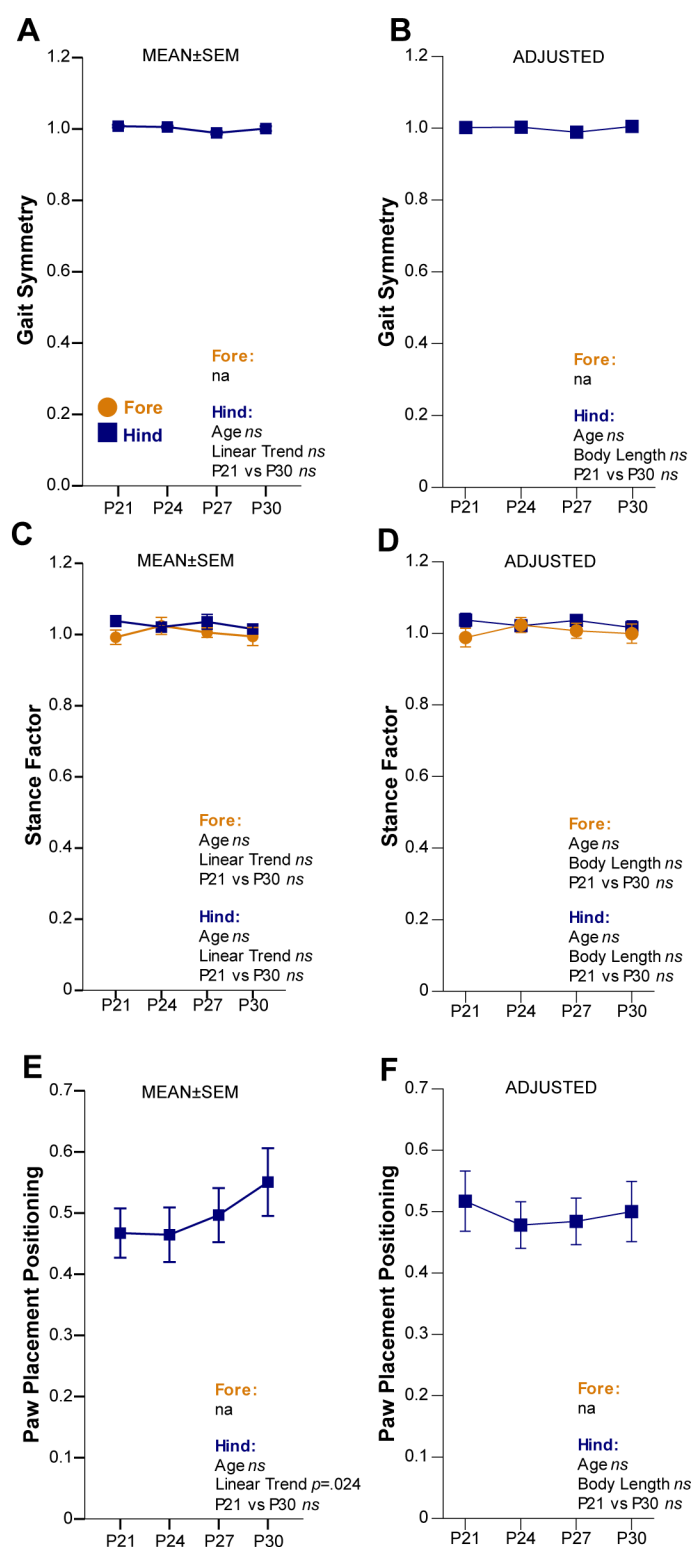 A
MEAN±SEM
Gait Symmetry
1.2
1.0
0.8
0.6
0.4
0.2
0.0
Fore
Hind
Fore:
na
Hind:
Age ns
Linear Trend ns
P21 vs P30 ns
P21 P24 P27 P30
B
ADJUSTED
Gait Symmetry
1.2
1.0
0.8
0.6
0.4
0.2
0
Fore:
na
Hind:
Age ns
Body Length ns
P21 vs P30 ns
P21 P24 P27 P30
C
MEAN±SEM
Stance Factor
1.2
1.0
0.8
0.6
0.4
0.2
0
Fore:
Age ns
Linear Trend ns
P21 vs P30 ns
Hind:
Age ns
Linear Trend ns
P21 vs P30 ns
P21 P24 P27 P30
D
ADJUSTED
Stance Factor
1.2
1.0
0.8
0.6
0.4
0.2
0
Fore:
Age ns
Body Length ns
P21 vs P30 ns
Hind:
Age ns
Body Length ns
P21 vs P30 ns
P21 P24 P27 P30
E
MEAN±SEM
Paw Placement Positioning
0.7
0.6
0.5
0.4
0.3
0.2
0.1
0
Fore:
na
Hind:
Age ns
Linear Trend p=.024
P21 vs P30 ns
P21 P24 P27 P30
F
ADJUSTED
Paw Placement Positioning
0.7
0.6
0.5
0.4
0.3
0.2
0.1
0
Fore:
na
Hind:
Age ns
Body Length ns
P21 vs P30 ns
P21 P24 P27 P30